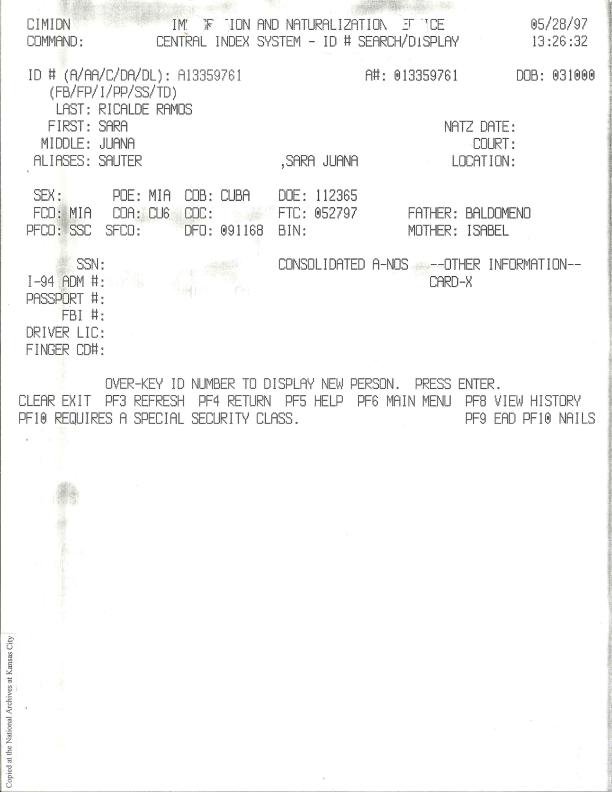 CIMIDN AND NATURALIZATION 05/28/97
COMMAND: CENTRAL INDEX SYSTEM - ID # SEARCH/DISPLAY 13:26:32
ID # (A/AA/C/DA/DL): A13359761 A#: 013359761 DOB: 031000
(FB/FP/I/PP/SS/TD)
LAST: RICALDE RAMOS
FIRST: SARA NATZ DATE:
MIDDLE: JUANA COURT:
ALIASES: SAUTER ,SARA JUANA LOCATION:
SEX: POE: MIA COB: CUBA DOE: 112365
FCO: MIA COA: CU6 COC: FTC: 052797 FATHER: BALDOMENO
PFCO: SSC SFCO: DFO: 091168 BIN: MOTHER: ISABEL
SSN: CONSOLIDATED A-NOS --OTHER INFORMATION--
I-94 ADM #: CARD-X
PASSPORT #:
FBI #:
DRIVER LIC:
FINGER CD#:
OVER-KEY ID NUMBER TO DISPLAY NEW PERSON. PRESS ENTER.
CLEAR EXIT PF3 REFRESH PF4 RETURN PF5 HELP PF6 MAIN MENU PF8 VIEW HISTORY
PF10 REQUIRES A SPECIAL SECURITY CLASS. PF9 EAD PF10 NAILS
Copied at the National Archives at Kansas City